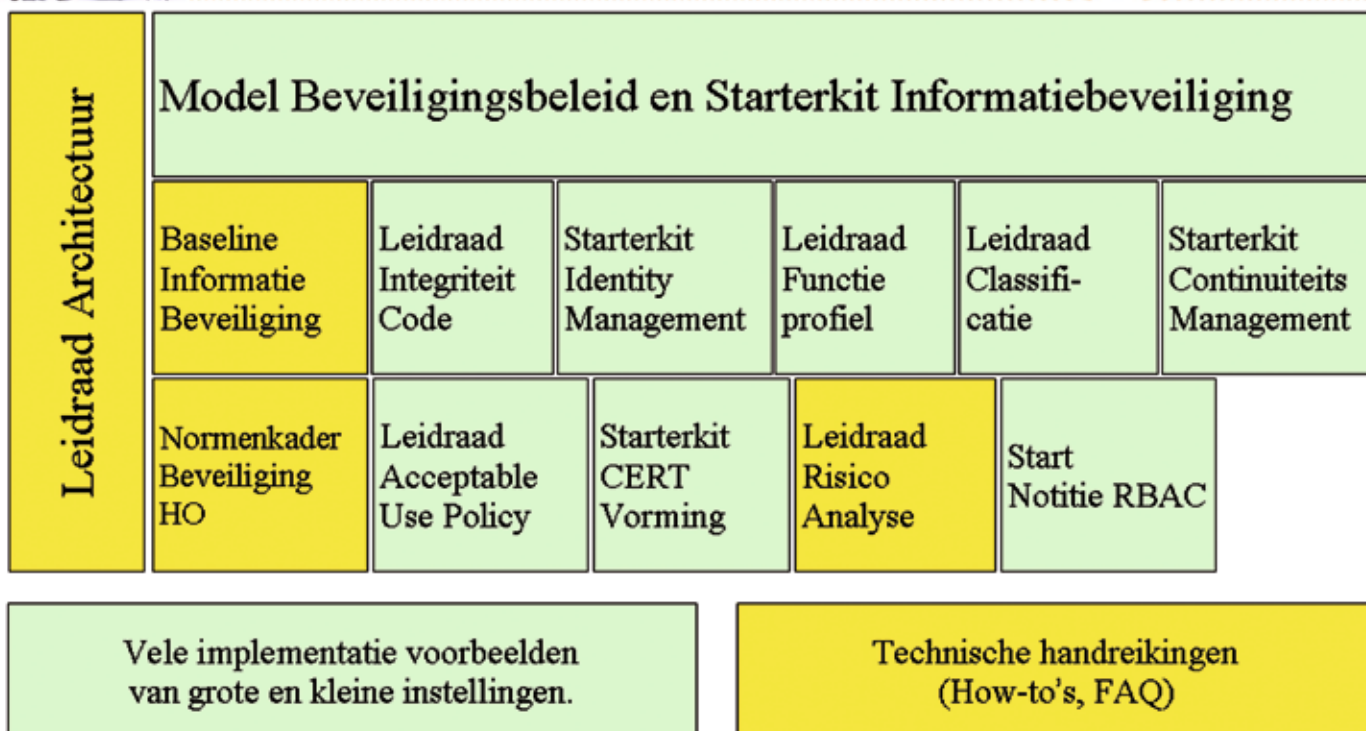 Leidraad Architectuur
Model Beveiligingsbeleid en Starterkit Informatiebeveiliging
Baseline
Informatie
Beveiliging
Leidraad
Integriteit
Code
Starterkit
Identity
Management
Leidraad
Functie
profiel
Leidraad
Classifi-
catie
Starterkit
Continuiteits
Management
Normenkader
Beveiliging
HO
Leidraad
Acceptable
Use Policy
Starterkit
CERT
Vorming
Leidraad
Risico
Analyse
Start
Notitie RBAC
Vele implementatie voorbeelden
van grote en kleine instellingen.
Technische handreikingen
(How-to's, FAQ)